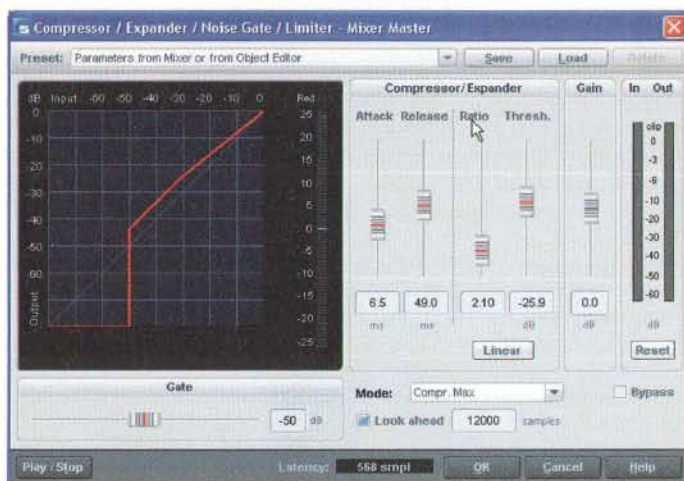 Compressor / Expander / Noise Gate / Limiter - Mixer Master
Preset: Parameters from Mixer or from Object Editor
Save
Load
Delete
dB Input -60 -50 -40 -30 -20 -10 0 Red.
0
-10
-20
-30
-40
-50
-60
Output
25
20
15
10
5
0
-5
-10
-15
-20
-25
Compressor/Expander
Attack Release Ratio Thresh.
6.5 49.0 2.10 -25.9
ms ms dB
Linear
Gain
0.0
dB
In Out
clip
0
-3
-6
-10
-20
-30
-40
-50
-60
dB
Reset
Gate
-50 dB
Mode: Compr. Max
Bypass
Look ahead 12000 samples
Play / Stop
Latency: 568 smpl
OK
Cancel
Help